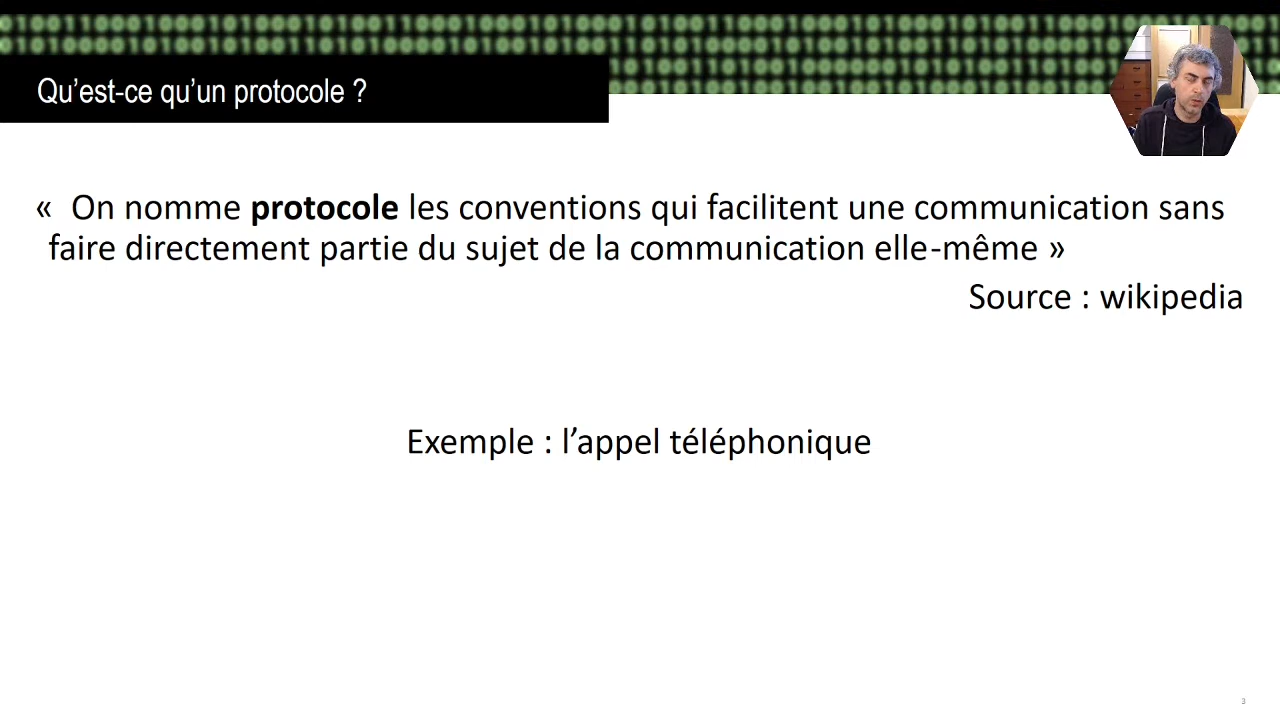 Qu'est-ce qu'un protocole ?
« On nomme protocole les conventions qui facilitent une communication sans
faire directement partie du sujet de la communication elle-même »
Source : wikipedia
Exemple : l'appel téléphonique
3